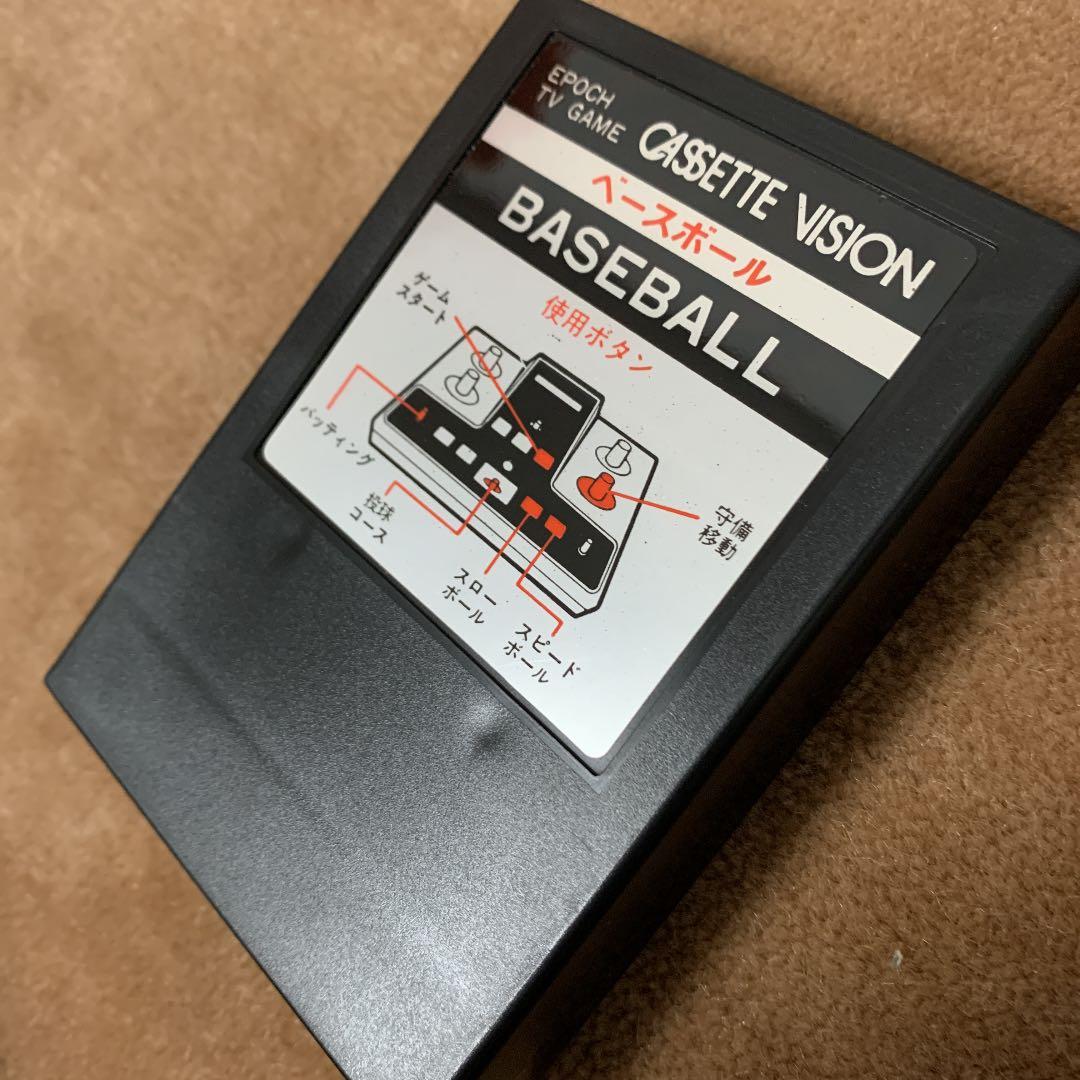 EPOCH
TV GAME
CASSETTE VISION
ベースボール
BASEBALL
使用ボタン
ゲーム
スタート
バッティング
投球
コース
スロー
ボール
スピード
ボール
守備
移動